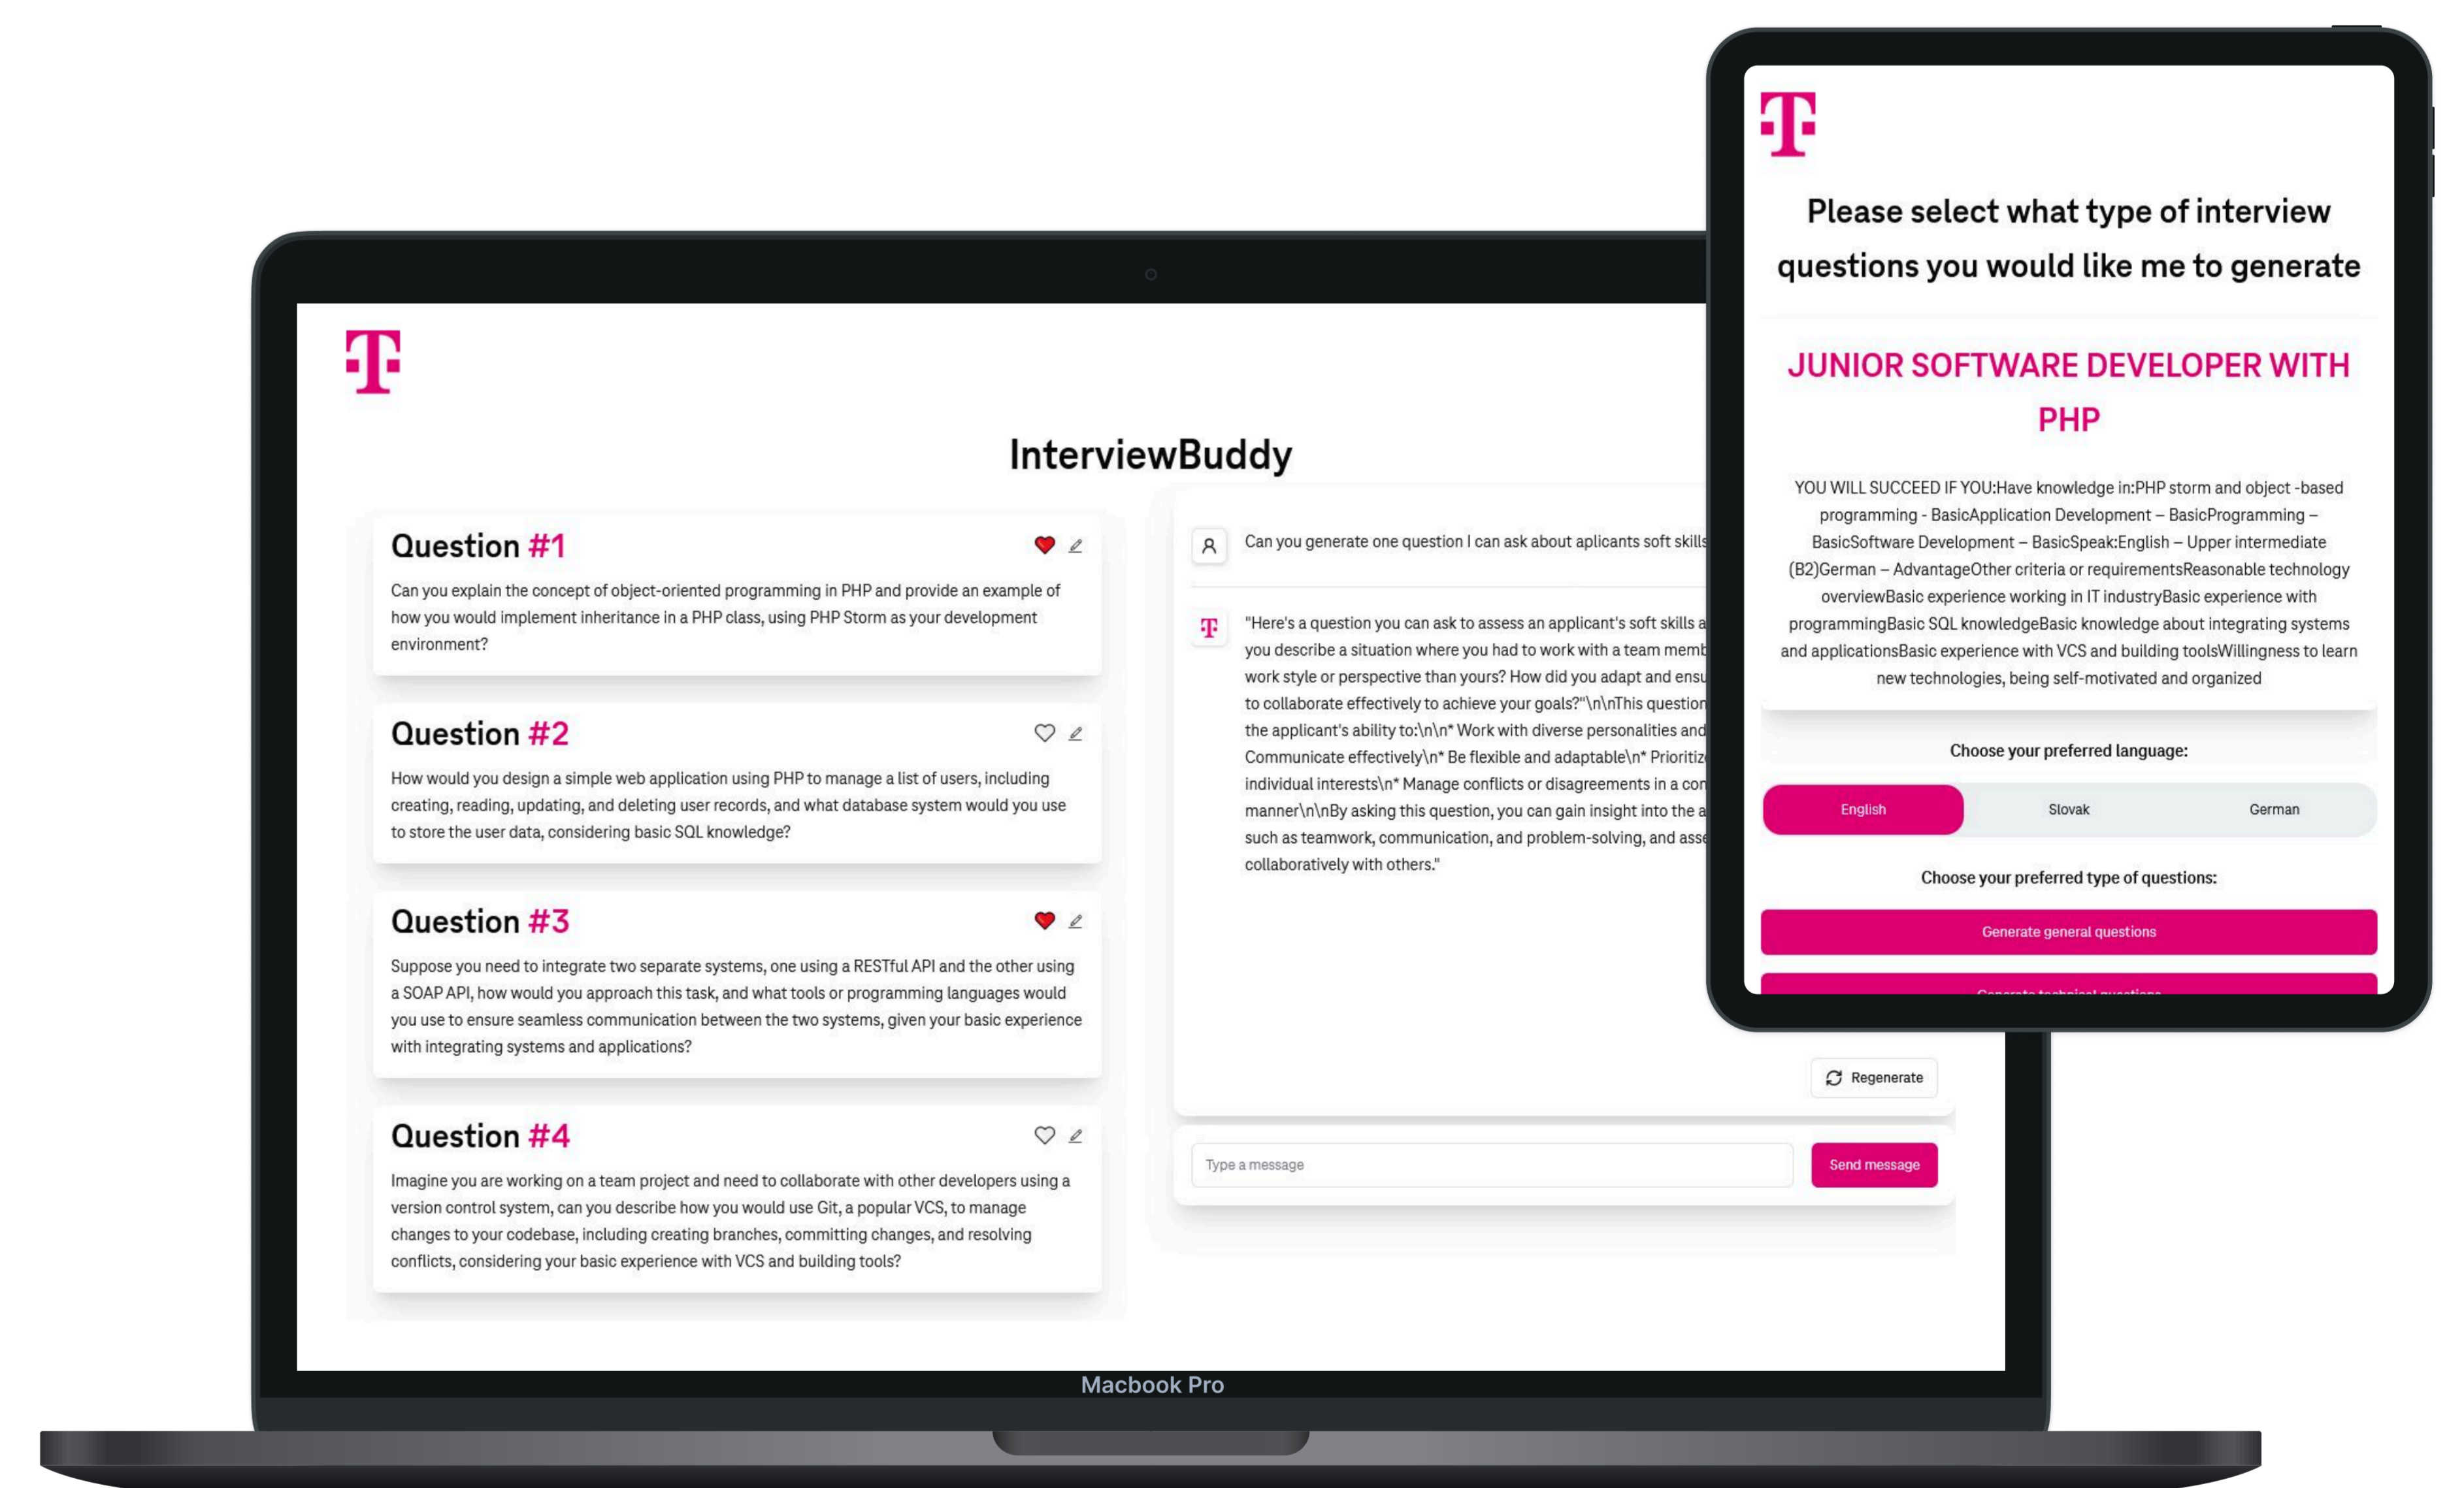 InterviewBuddy
Question #1
Can you explain the concept of object-oriented programming in PHP and provide an example of
how you would implement inheritance in a PHP class, using PHP Storm as your development
environment?
Question #2
How would you design a simple web application using PHP to manage a list of users, including
creating, reading, updating, and deleting user records, and what database system would you use
to store the user data, considering basic SQL knowledge?
Question #3
Suppose you need to integrate two separate systems, one using a RESTful API and the other using
a SOAP API, how would you approach this task, and what tools or programming languages would
you use to ensure seamless communication between the two systems, given your basic experience
with integrating systems and applications?
Question #4
Imagine you are working on a team project and need to collaborate with other developers using a
version control system, can you describe how you would use Git, a popular VCS, to manage
changes to your codebase, including creating branches, committing changes, and resolving
conflicts, considering your basic experience with VCS and building tools?
Can you generate one question I can ask about aplicants soft skills
"Here's a question you can ask to assess an applicant's soft skills
you describe a situation where you had to work with a team
work style or perspective than yours? How did you adapt and
to collaborate effectively to achieve your goals?"\n\nThis question
the applicant's ability to:\n\n* Work with diverse personalities and
Communicate effectively\n* Be flexible and adaptable\n*
individual interests\n* Manage conflicts or disagreements in a
manner\n\nBy asking this question, you can gain insight into the
such as teamwork, communication, and problem-solving, and
collaboratively with others."
Regenerate
Type a message
Send message
Macbook Pro
T
Please select what type of interview
questions you would like me to generate
JUNIOR SOFTWARE DEVELOPER WITH
PHP
YOU WILL SUCCEED IF YOU:Have knowledge in:PHP storm and object -based
programming - BasicApplication Development – BasicProgramming –
BasicSoftware Development – BasicSpeak:English – Upper intermediate
(B2)German – AdvantageOther criteria or requirementsReasonable technology
overviewBasic experience working in IT industryBasic experience with
programmingBasic SQL knowledgeBasic knowledge about integrating systems
and applicationsBasic experience with VCS and building toolsWillingness to learn
new technologies, being self-motivated and organized
Choose your preferred language:
English
Slovak
German
Choose your preferred type of questions:
Generate general questions
Generate technical questions